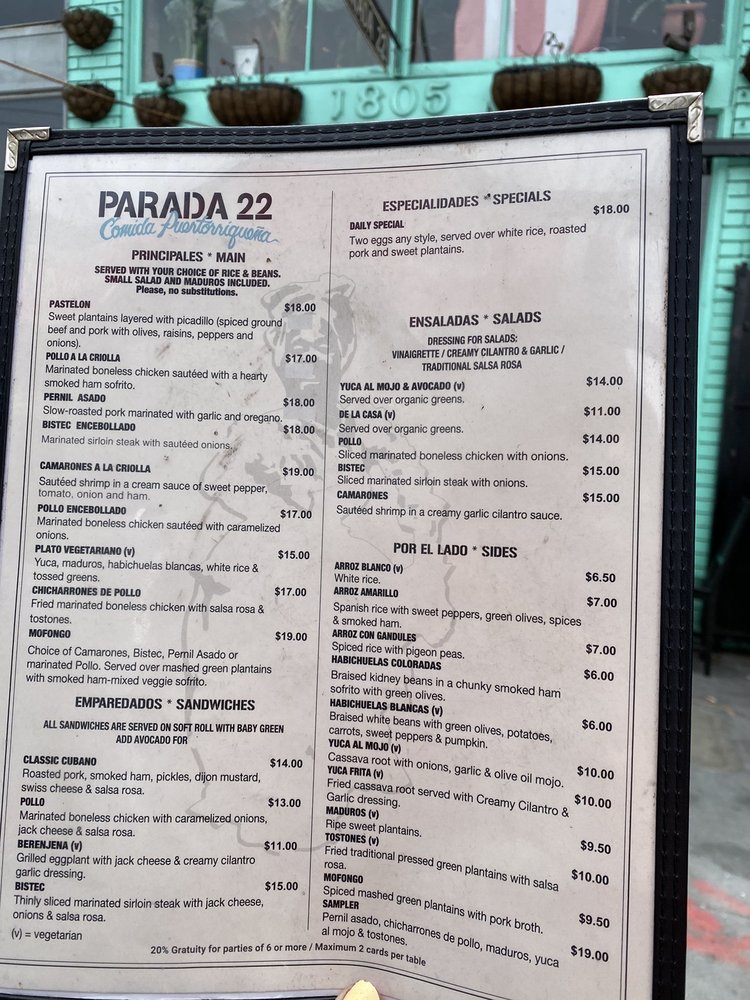 1805
PARADA 22
Comida Puertorriqueña
PRINCIPALES * MAIN
SERVED WITH YOUR CHOICE OF RICE & BEANS.
SMALL SALAD AND MADUROS INCLUDED.
Please, no substitutions.
PASTELON $18.00
Sweet plantains layered with picadillo (spiced ground
beef and pork with olives, raisins, peppers and
onions).
POLLO A LA CRIOLLA $17.00
Marinated boneless chicken sautéed with a hearty
smoked ham sofrito.
PERNIL ASADO $18.00
Slow-roasted pork marinated with garlic and oregano.
BISTEC ENCEBOLLADO $18.00
Marinated sirloin steak with sautéed onions.
CAMARONES A LA CRIOLLA $19.00
Sautéed shrimp in a cream sauce of sweet pepper,
tomato, onion and ham.
POLLO ENCEBOLLADO $17.00
Marinated boneless chicken sautéed with caramelized
onions.
PLATO VEGETARIANO (v) $15.00
Yuca, maduros, habichuelas blancas, white rice &
tossed greens.
CHICHARRONES DE POLLO $17.00
Fried marinated boneless chicken with salsa rosa &
tostones.
MOFONGO $19.00
Choice of Camarones, Bistec, Pernil Asado or
marinated Pollo. Served over mashed green plantains
with smoked ham-mixed veggie sofrito.
EMPAREDADOS * SANDWICHES
ALL SANDWICHES ARE SERVED ON SOFT ROLL WITH BABY GREEN
ADD AVOCADO FOR
CLASSIC CUBANO $14.00
Roasted pork, smoked ham, pickles, dijon mustard,
swiss cheese & salsa rosa.
POLLO $13.00
Marinated boneless chicken with caramelized onions,
jack cheese & salsa rosa.
BERENJENA (v) $11.00
Grilled eggplant with jack cheese & creamy cilantro
garlic dressing.
BISTEC $15.00
Thinly sliced marinated sirloin steak with jack cheese,
onions & salsa rosa.
(v) = vegetarian
ESPECIALIDADES * SPECIALS
DAILY SPECIAL $18.00
Two eggs any style, served over white rice, roasted
pork and sweet plantains.
ENSALADAS * SALADS
DRESSING FOR SALADS:
VINAIGRETTE / CREAMY CILANTRO & GARLIC /
TRADITIONAL SALSA ROSA
YUCA AL MOJO & AVOCADO (v) $14.00
Served over organic greens.
DE LA CASA (v) $11.00
Served over organic greens.
POLLO $14.00
Sliced marinated boneless chicken with onions.
BISTEC $15.00
Sliced marinated sirloin steak with onions.
CAMARONES $15.00
Sautéed shrimp in a creamy garlic cilantro sauce.
POR EL LADO * SIDES
ARROZ BLANCO (v) $6.50
White rice.
ARROZ AMARILLO $7.00
Spanish rice with sweet peppers, green olives, spices
& smoked ham.
ARROZ CON GANDULES $7.00
Spiced rice with pigeon peas.
HABICHUELAS COLORADAS $6.00
Braised kidney beans in a chunky smoked ham
sofrito with green olives.
HABICHUELAS BLANCAS (v) $6.00
Braised white beans with green olives, potatoes,
carrots, sweet peppers & pumpkin.
YUCA AL MOJO (v) $10.00
Cassava root with onions, garlic & olive oil mojo.
YUCA FRITA (v) $10.00
Fried cassava root served with Creamy Cilantro &
Garlic dressing.
MADUROS (v) $9.50
Ripe sweet plantains.
TOSTONES (v) $10.00
Fried traditional pressed green plantains with salsa
rosa.
MOFONGO $9.50
Spiced mashed green plantains with pork broth.
SAMPLER $19.00
Pernil asado, chicharrones de pollo, maduros, yuca
al mojo & tostones.
20% Gratuity for parties of 6 or more / Maximum 2 cards per table